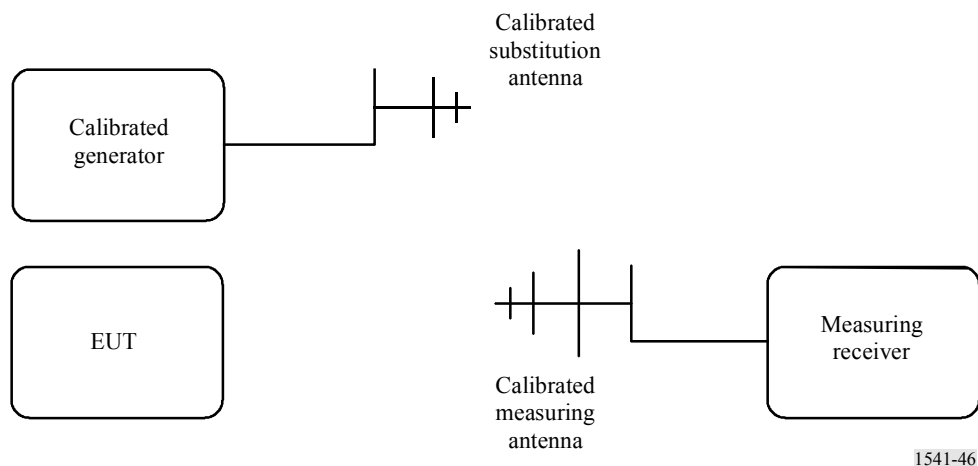 Calibrated
substitution
antenna
Calibrated
generator
EUT
Measuring
receiver
Calibrated
measuring
antenna
1541-46